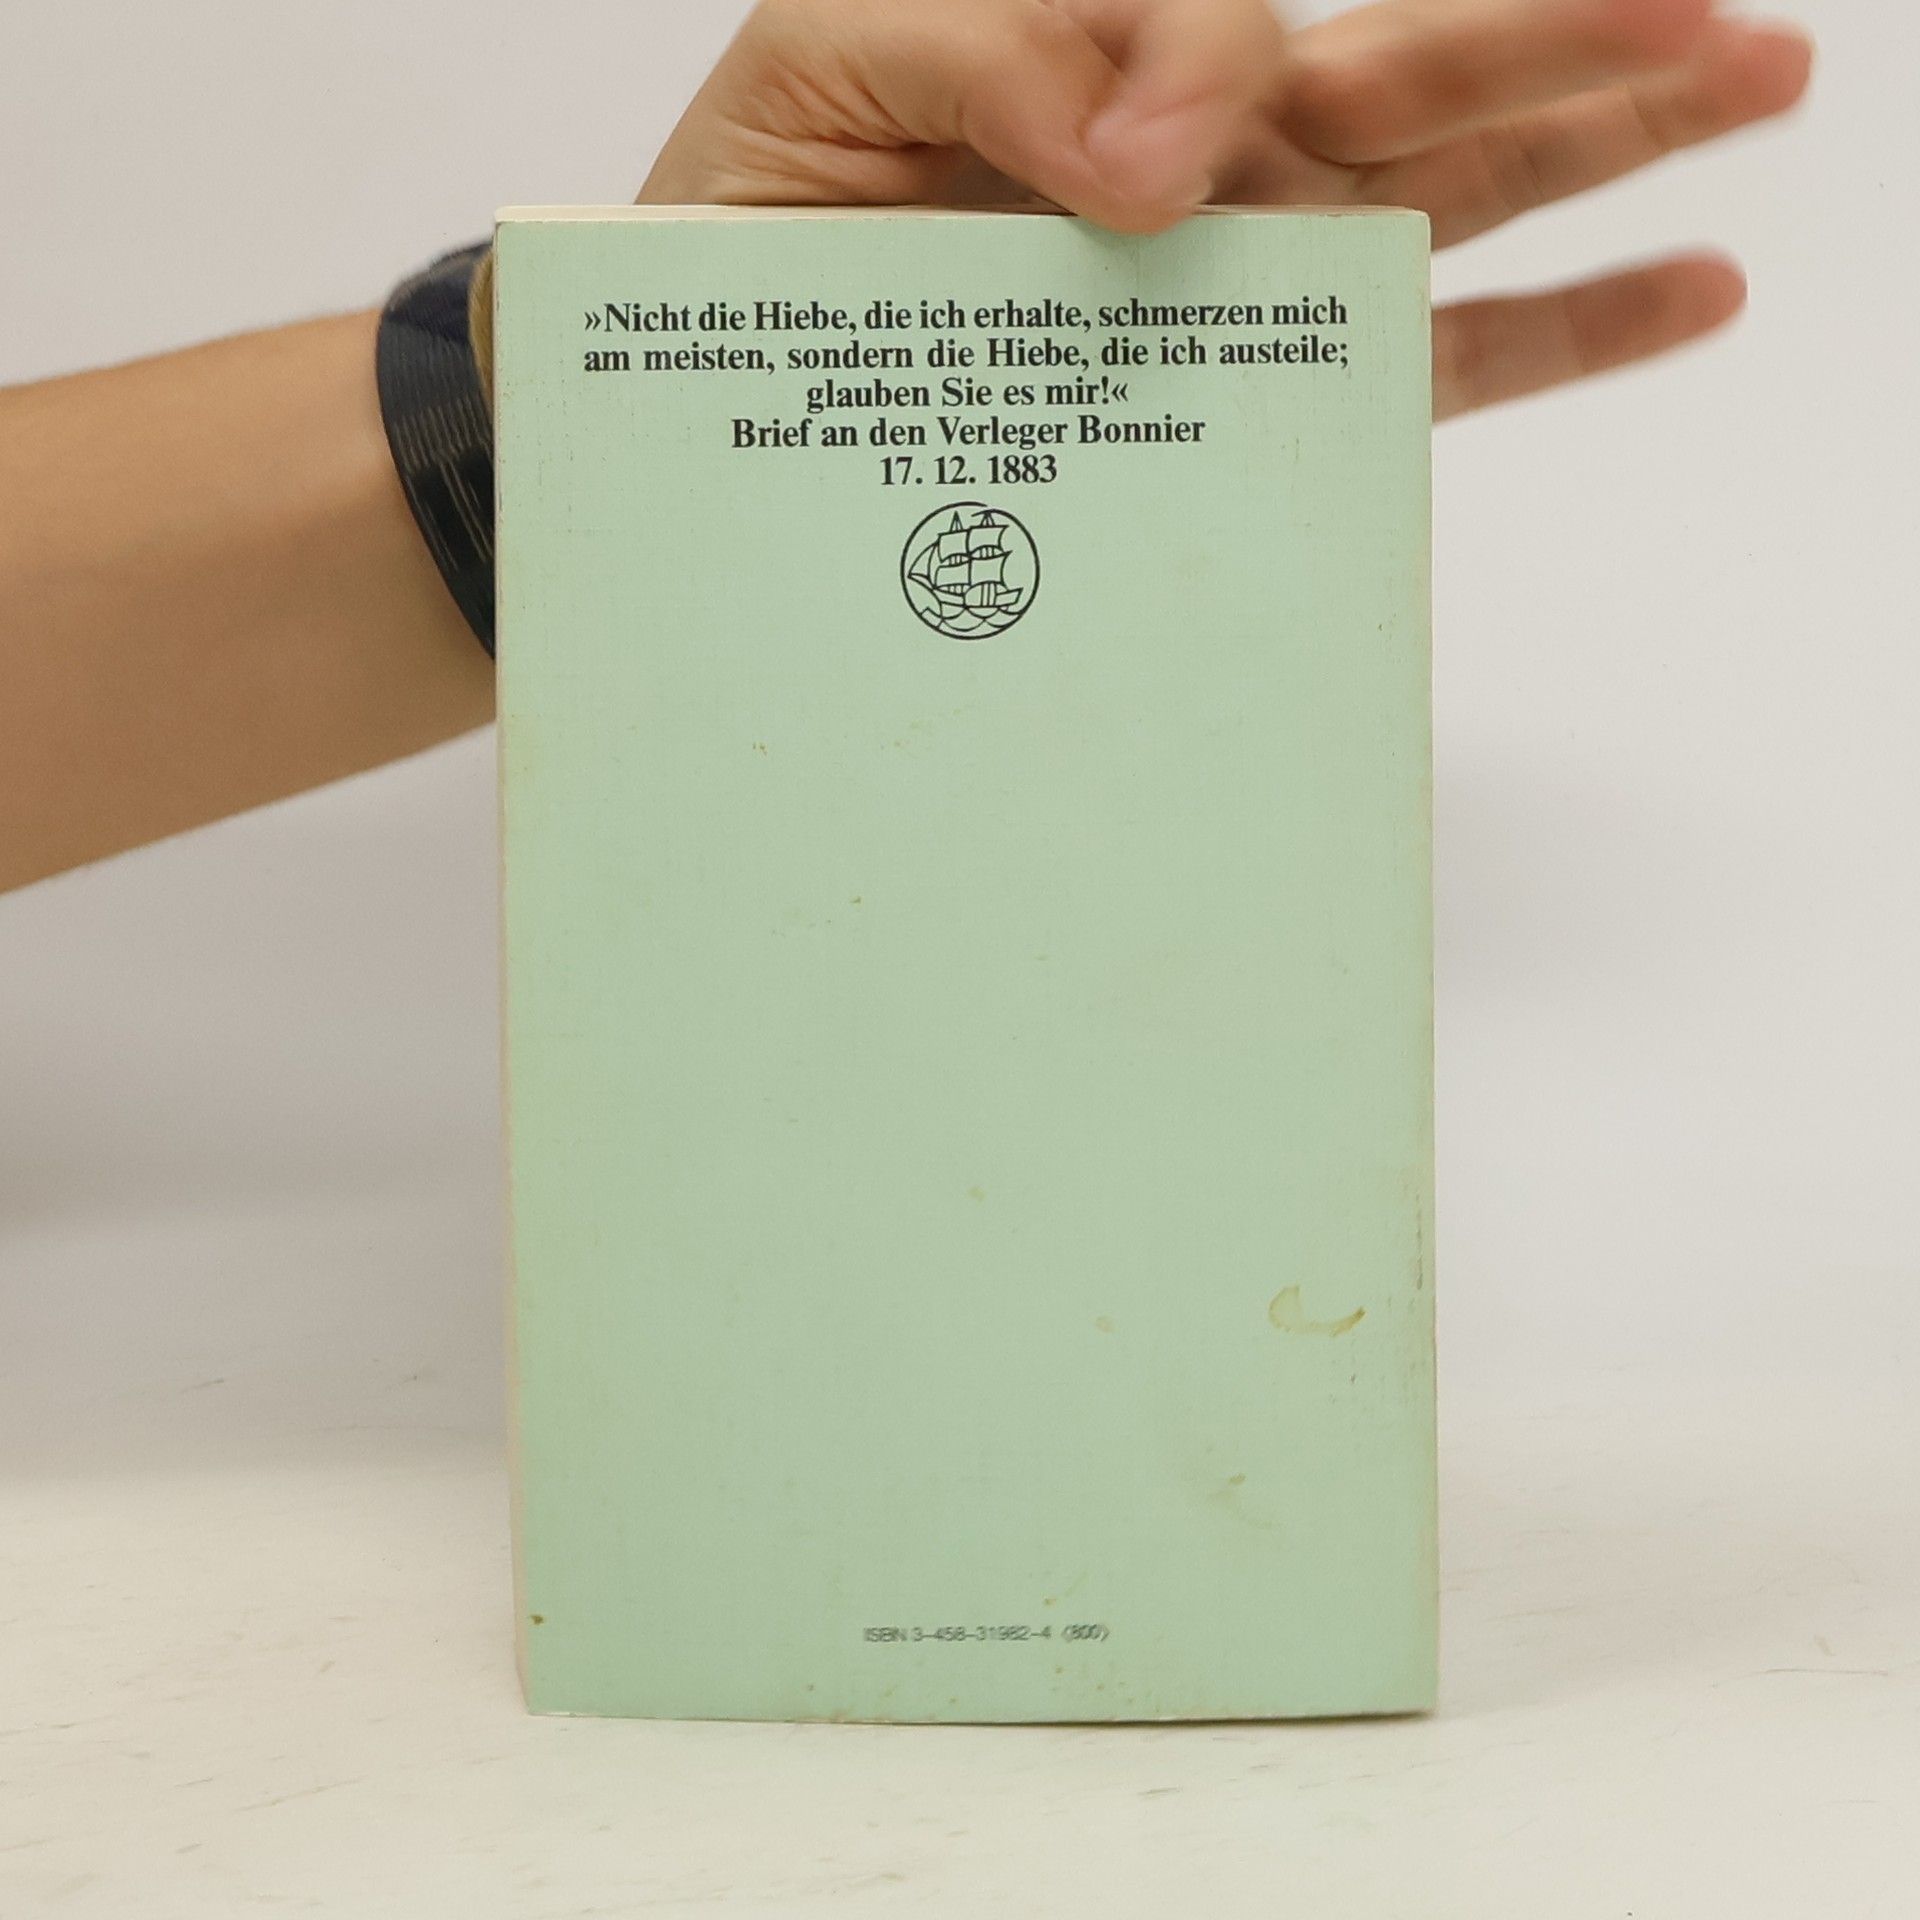 »Nicht die Hiebe, die ich erhalte, schmerzen mich
am meisten, sondern die Hiebe, die ich austeile;
glauben Sie es mir!«
Brief an den Verleger Bonnier
17. 12. 1883
ISBN 3-458-31982-4 ⟨800⟩